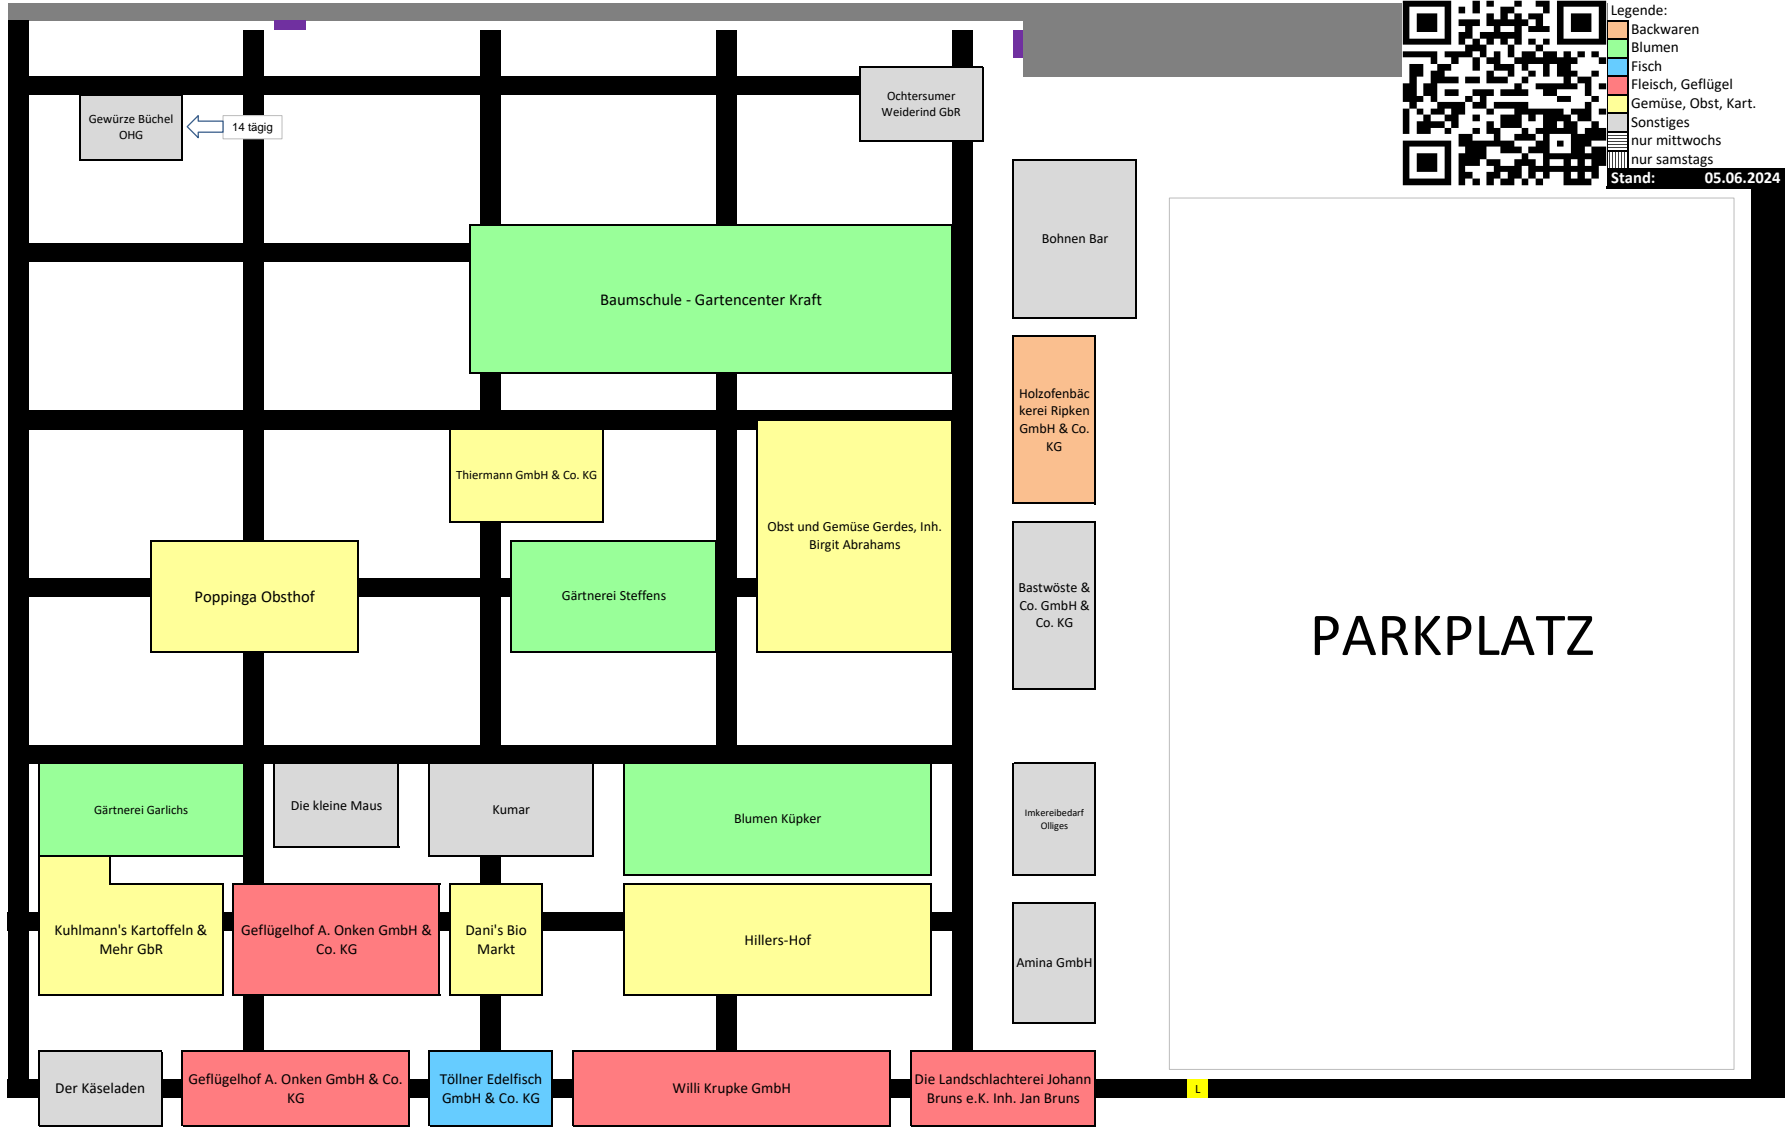 Legende:
Backwaren
Blumen
Fisch
Fleisch, Geflügel
Gemüse, Obst, Kart.
Sonstiges
nur mittwochs
nur samstags
Stand: 05.06.2024
Gewürze Büchel
OHG
14 tägig
Ochtersumer
Weiderind GbR
Bohnen Bar
Baumschule - Gartencenter Kraft
Holzofenbäc
kerei Ripken
GmbH & Co.
KG
Thiermann GmbH & Co. KG
Obst und Gemüse Gerdes, Inh.
Birgit Abrahams
Poppinga Obsthof
Gärtnerei Steffens
Bastwöste &
Co. GmbH &
Co. KG
PARKPLATZ
Gärtnerei Garlichs
Die kleine Maus
Kumar
Blumen Küpker
Imkereibedarf
Olliges
Kuhlmann's Kartoffeln &
Mehr GbR
Geflügelhof A. Onken GmbH &
Co. KG
Dani's Bio
Markt
Hillers-Hof
Amina GmbH
Der Käseladen
Geflügelhof A. Onken GmbH & Co.
KG
Töllner Edelfisch
GmbH & Co. KG
Willi Krupke GmbH
Die Landschlachterei Johann
Bruns e.K. Inh. Jan Bruns
L